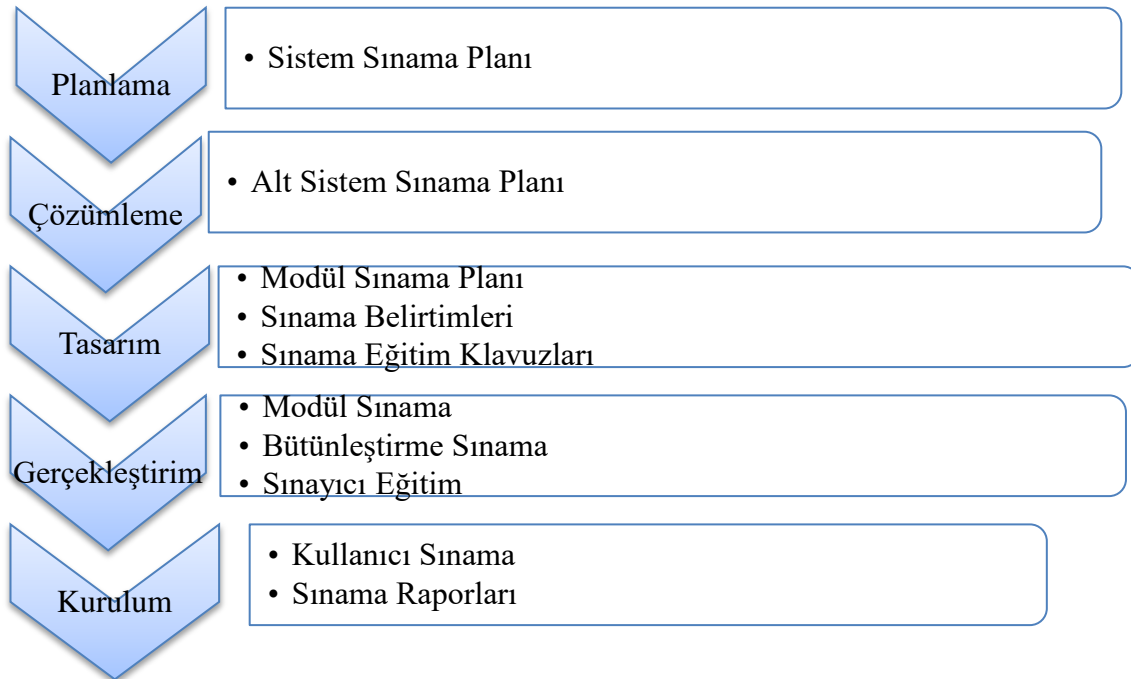 Planlama
• Sistem Sınama Planı
Çözümleme
• Alt Sistem Sınama Planı
Tasarım
• Modül Sınama Planı
• Sınama Belirtimleri
• Sınama Eğitim Klavuzları
Gerçekleştirim
• Modül Sınama
• Bütünleştirme Sınama
• Sınayıcı Eğitim
Kurulum
• Kullanıcı Sınama
• Sınama Raporları